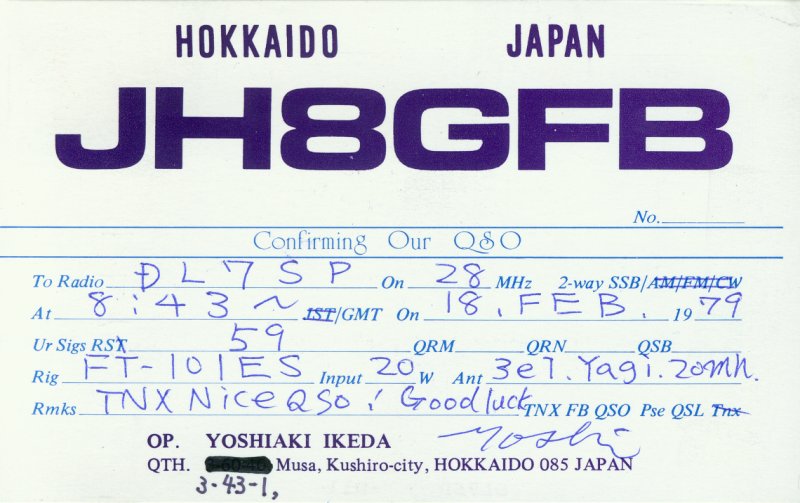 HOKKAIDO JAPAN
JH8GFB
No.
Confirming Our QSO
To Radio DL7SP On 28 MHz 2-way SSB/AM/FM/CW
At 8:43~ JST/GMT On 18. FEB. 1979
Ur Sigs RST 59 QRM QRN QSB
Rig FT-101ES Input 20 W Ant 3el. Yagi. 20mh.
Rmks TNX Nice QSO! Good luck TNX FB QSO Pse QSL Tnx
OP. YOSHIAKI IKEDA Yoshi
QTH. Musa, Kushiro-city, HOKKAIDO 085 JAPAN
3-43-1,